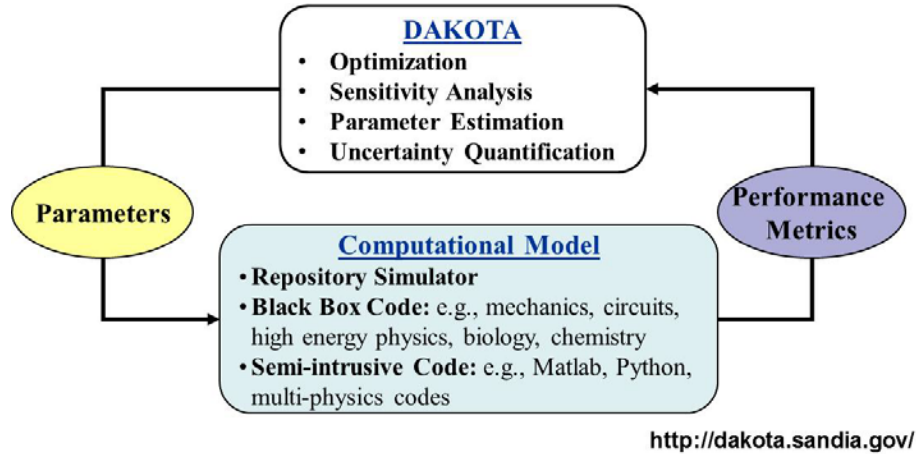 DAKOTA
• Optimization
• Sensitivity Analysis
• Parameter Estimation
• Uncertainty Quantification
Parameters
Performance
Metrics
Computational Model
• Repository Simulator
• Black Box Code: e.g., mechanics, circuits,
high energy physics, biology, chemistry
• Semi-intrusive Code: e.g., Matlab, Python,
multi-physics codes
http://dakota.sandia.gov/